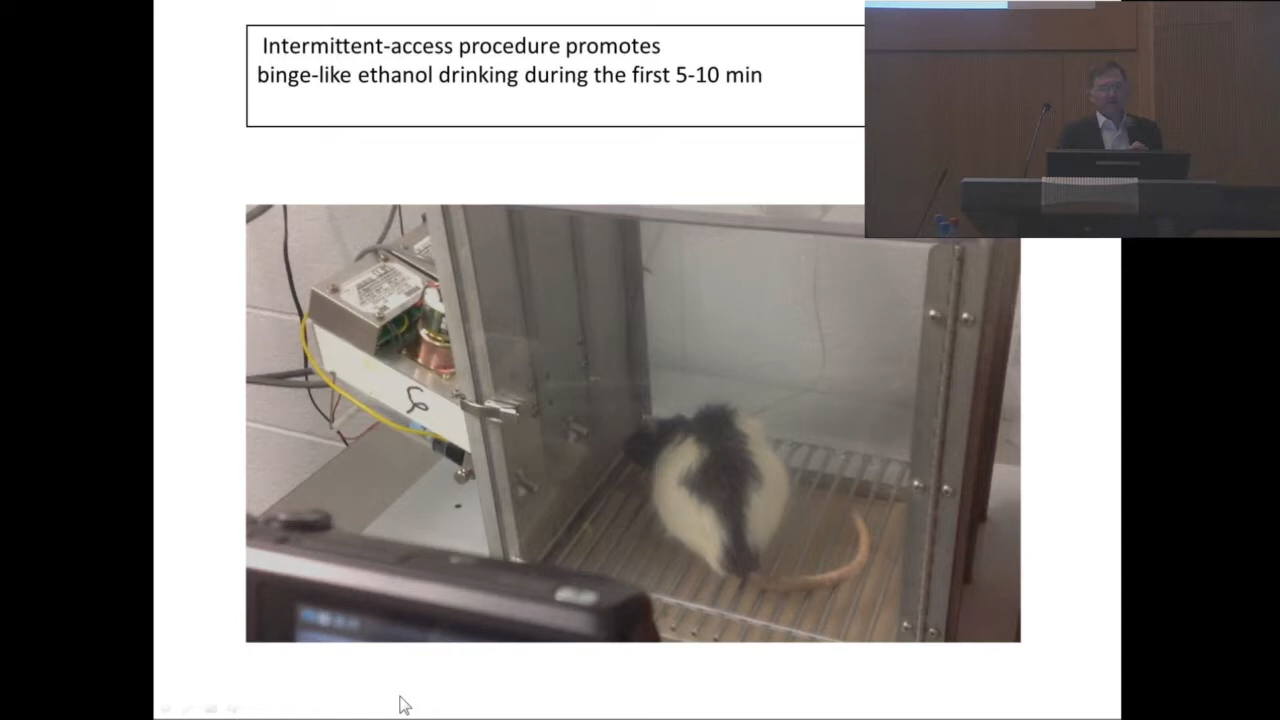 Intermittent-access procedure promotes
binge-like ethanol drinking during the first 5-10 min